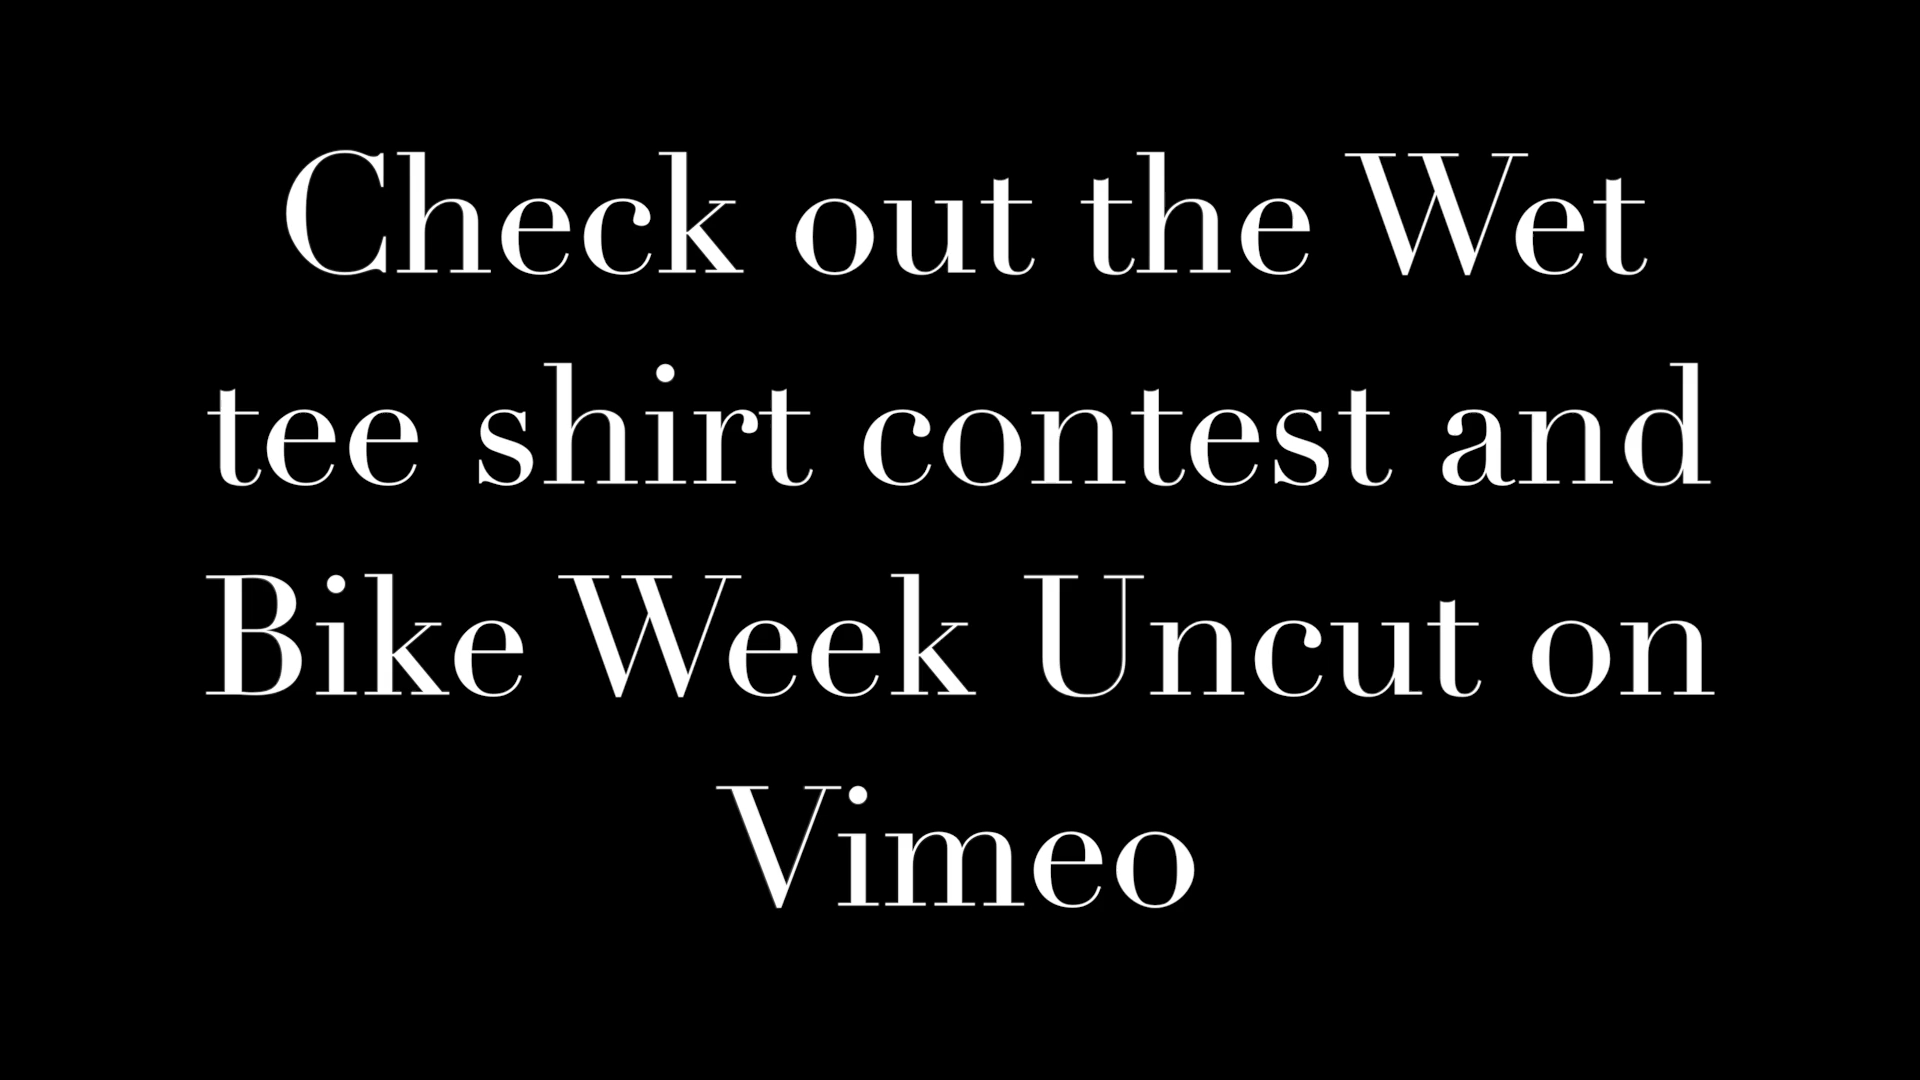 Check out the Wet
tee shirt contest and
Bike Week Uncut on
Vimeo